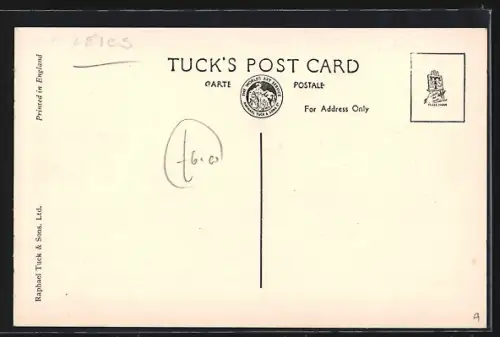 LEICS
TUCK'S POST CARD
CARTE POSTALE
For Address Only
£6.00
Printed in England
Raphael Tuck & Sons, Ltd.
A